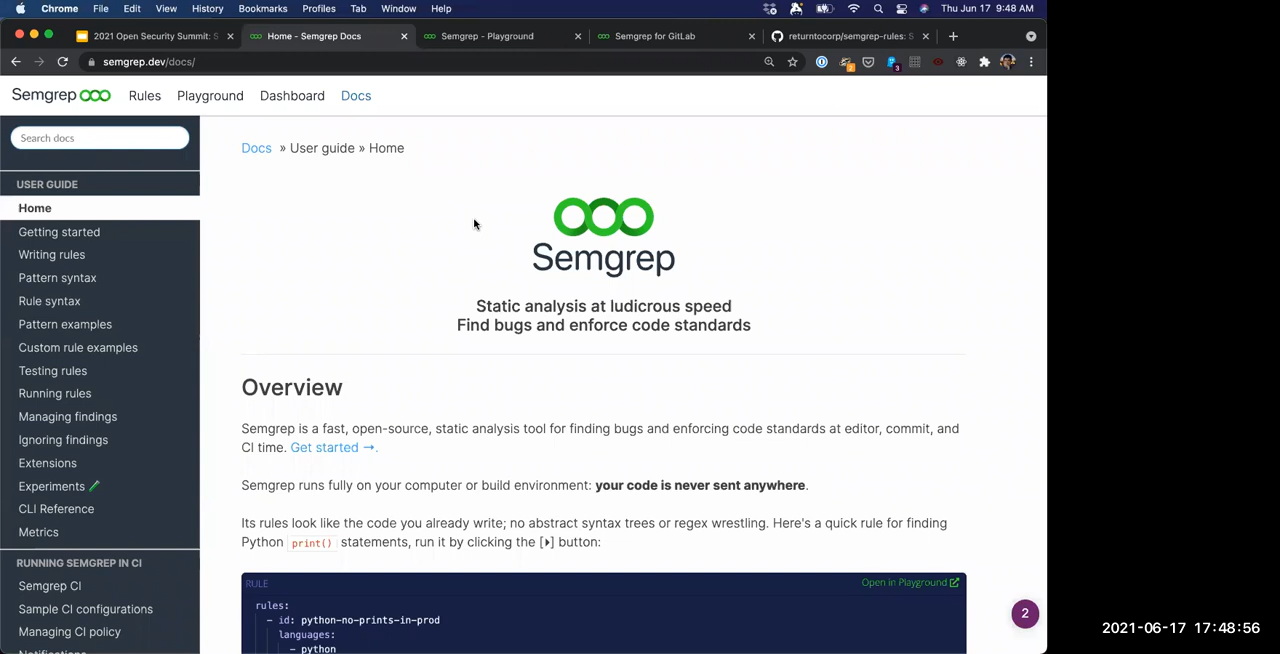 Chrome File Edit View History Bookmarks Profiles Tab Window Help Thu Jun 17 9:48 AM
2021 Open Security Summit: S Home - Semgrep Docs Semgrep - Playground Semgrep for GitLab returntocorp/semgrep-rules: S
semgrep.dev/docs/
Semgrep Rules Playground Dashboard Docs
Search docs
USER GUIDE
Home
Getting started
Writing rules
Pattern syntax
Rule syntax
Pattern examples
Custom rule examples
Testing rules
Running rules
Managing findings
Ignoring findings
Extensions
Experiments
CLI Reference
Metrics
RUNNING SEMGREP IN CI
Semgrep CI
Sample CI configurations
Managing CI policy
Docs » User guide » Home
Semgrep
Static analysis at ludicrous speed
Find bugs and enforce code standards
Overview
Semgrep is a fast, open-source, static analysis tool for finding bugs and enforcing code standards at editor, commit, and
CI time. Get started →.
Semgrep runs fully on your computer or build environment: your code is never sent anywhere.
Its rules look like the code you already write; no abstract syntax trees or regex wrestling. Here's a quick rule for finding
Python print() statements, run it by clicking the [▸] button:
RULE Open in Playground
rules:
- id: python-no-prints-in-prod
languages:
- python
2
2021-06-17 17:48:56